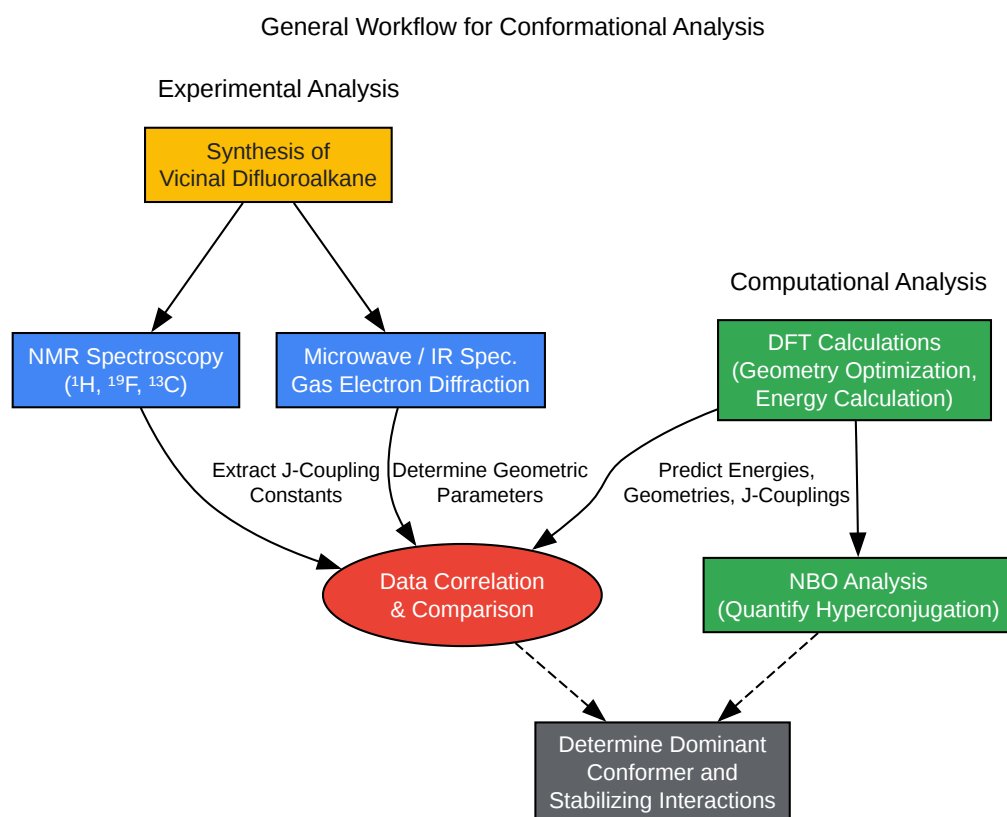 General Workflow for Conformational Analysis
Experimental Analysis
Synthesis of
Vicinal Difluoroalkane
Computational Analysis
NMR Spectroscopy
(¹H, ¹⁹F, ¹³C)
Microwave / IR Spec.
Gas Electron Diffraction
DFT Calculations
(Geometry Optimization,
Energy Calculation)
Extract J-Coupling
Constants
Determine Geometric
Parameters
Predict Energies,
Geometries, J-Couplings
Data Correlation
& Comparison
NBO Analysis
(Quantify Hyperconjugation)
Determine Dominant
Conformer and
Stabilizing Interactions